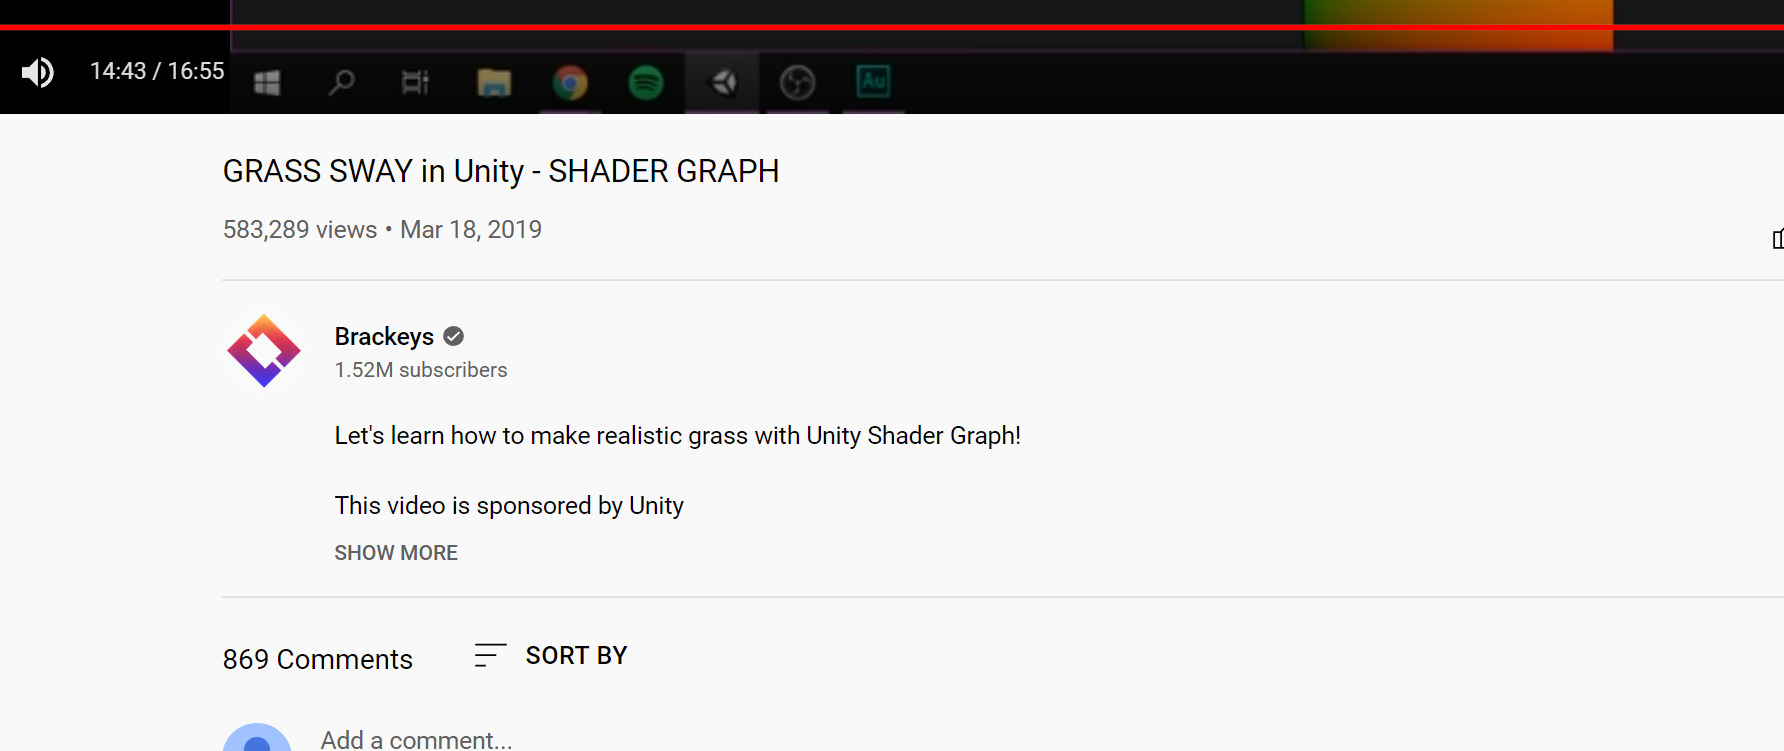 14:43 / 16:55
Au
GRASS SWAY in Unity - SHADER GRAPH
583,289 views • Mar 18, 2019
Brackeys
1.52M subscribers
Let's learn how to make realistic grass with Unity Shader Graph!
This video is sponsored by Unity
SHOW MORE
869 Comments SORT BY
Add a comment...